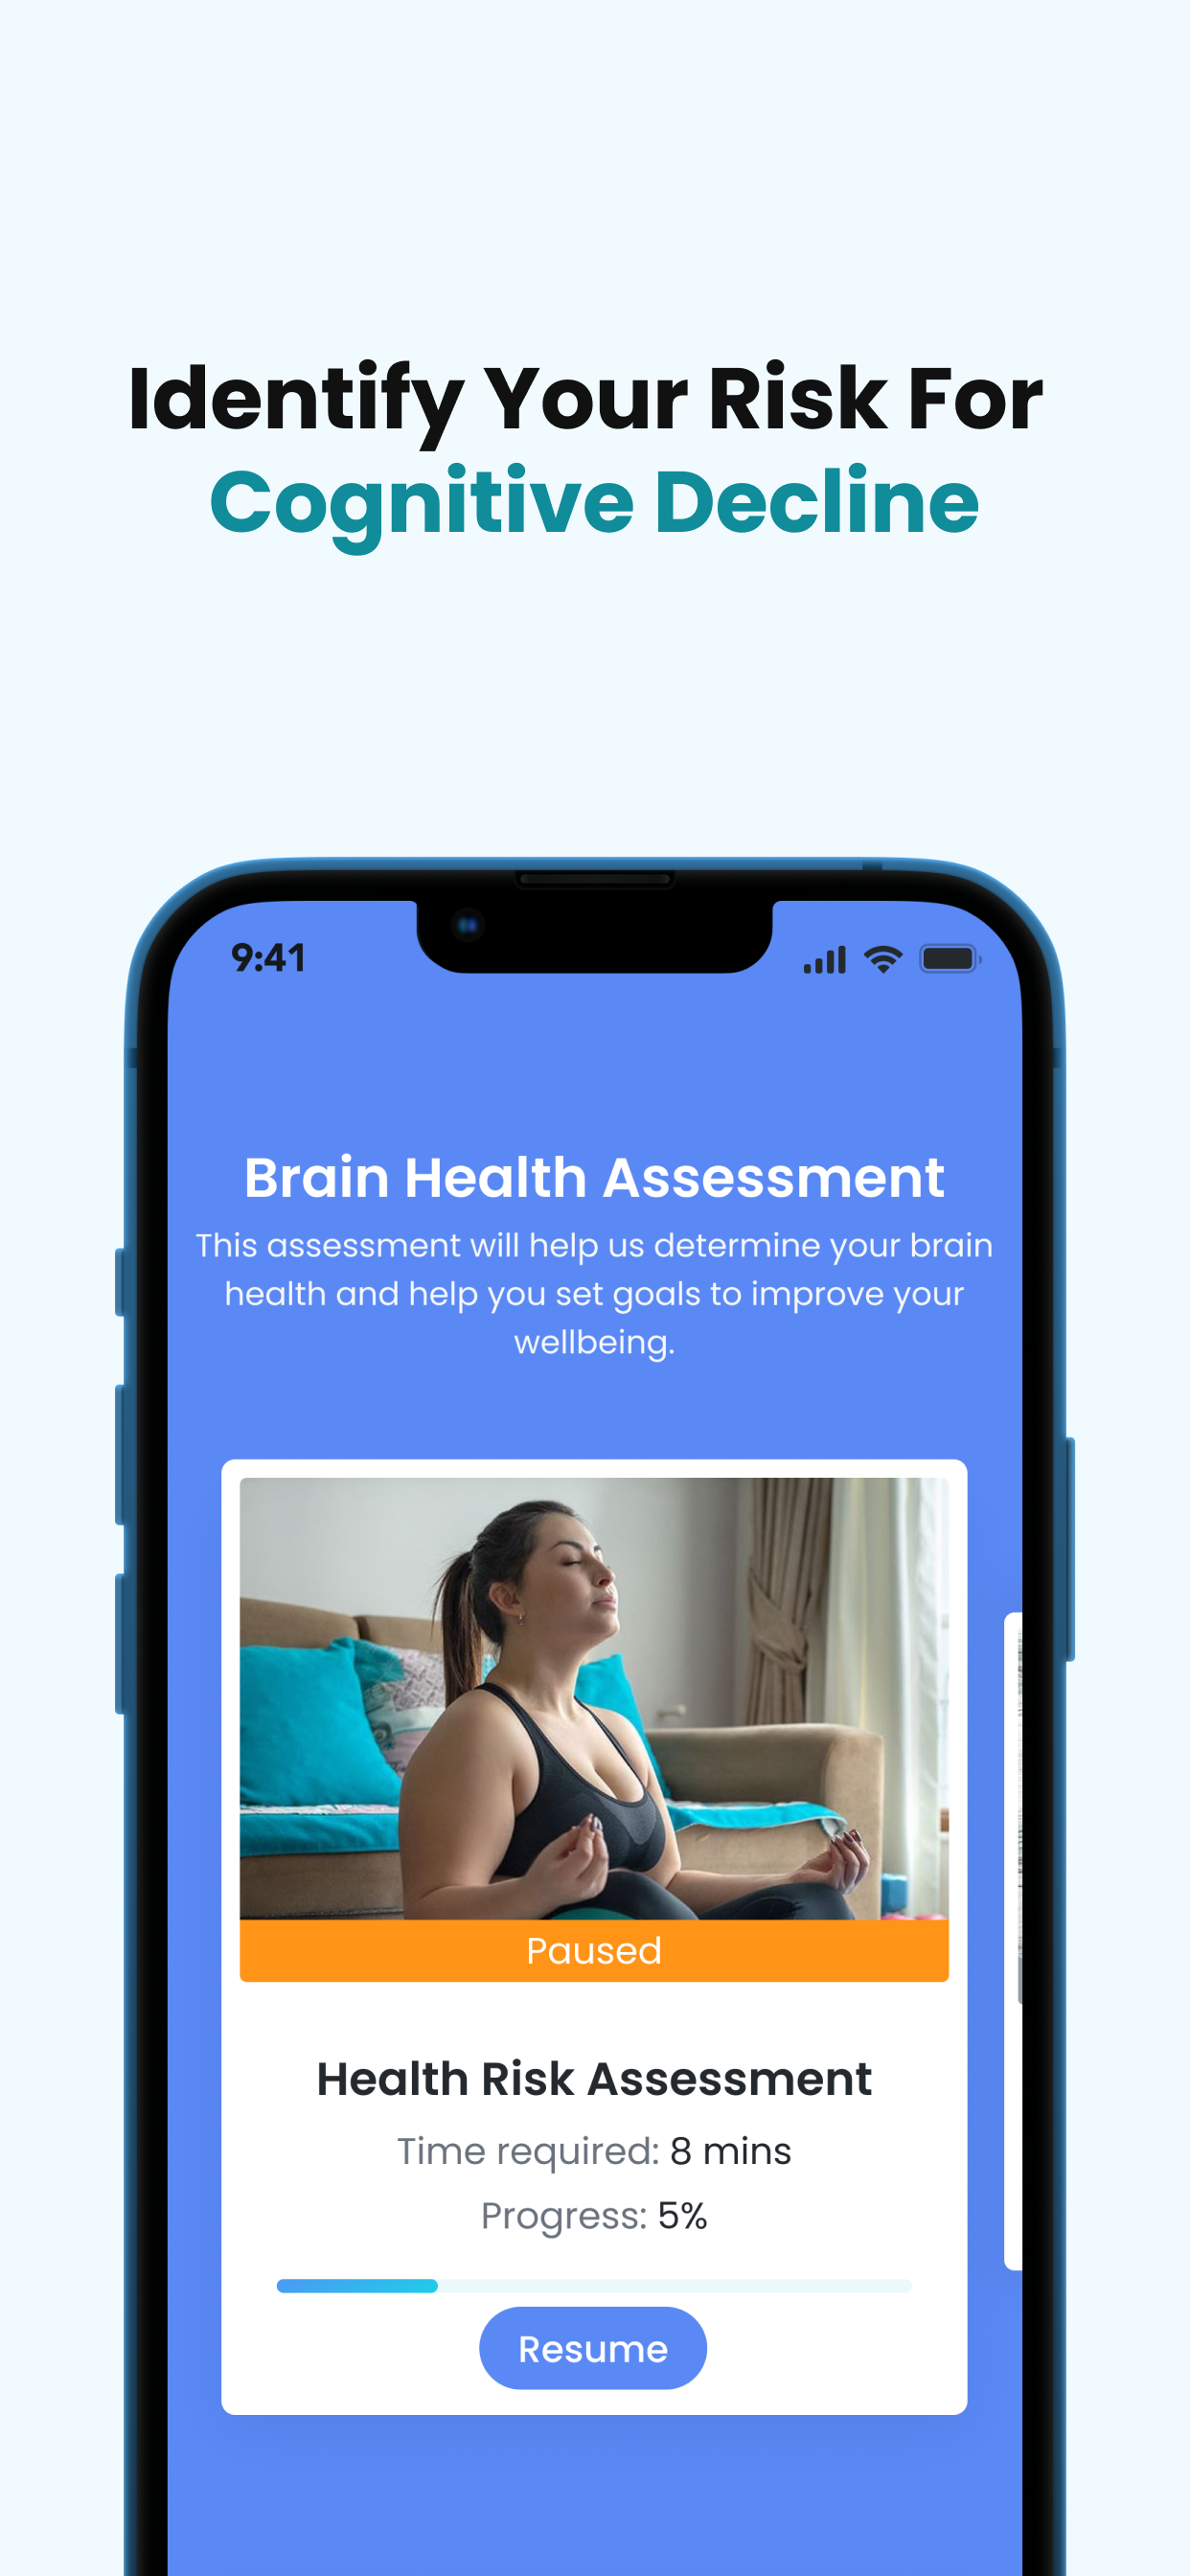 Identify Your Risk For
Cognitive Decline
9:41
Brain Health Assessment
This assessment will help us determine your brain
health and help you set goals to improve your
wellbeing.
Paused
Health Risk Assessment
Time required: 8 mins
Progress: 5%
Resume